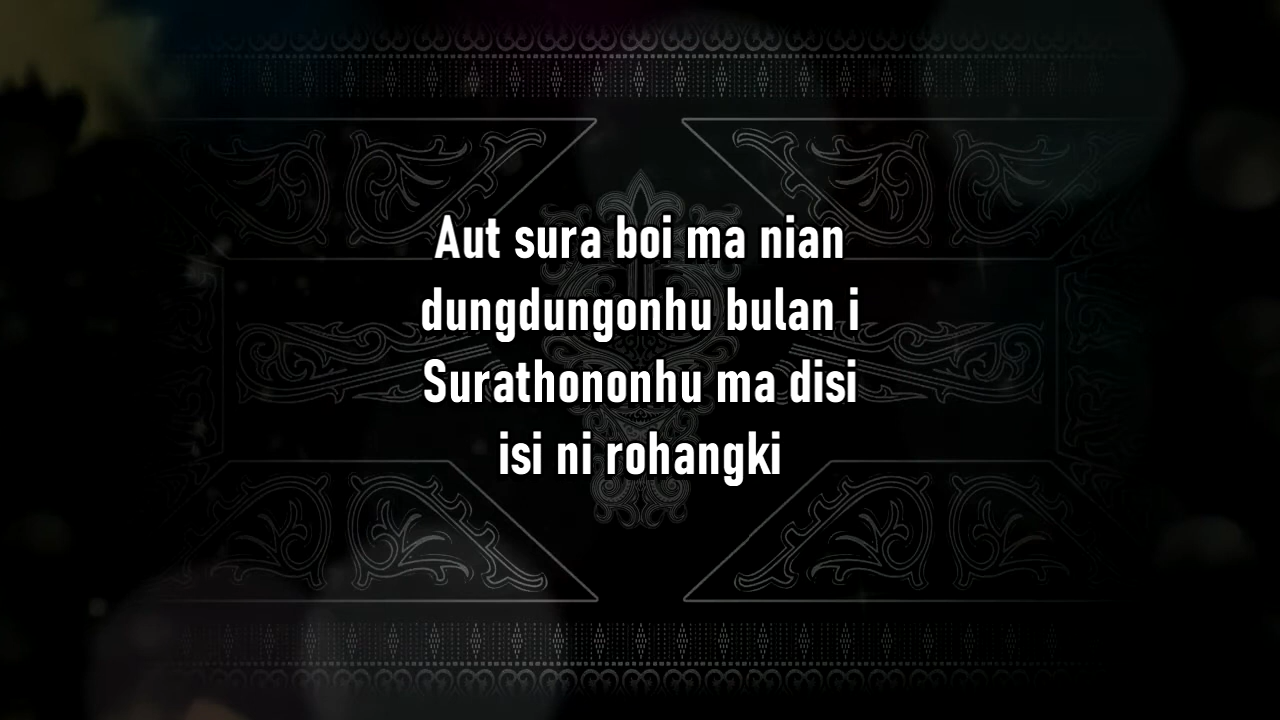 Aut sura boi ma nian
dungdungonhu bulan i
Surathononhu ma disi
isi ni rohangki